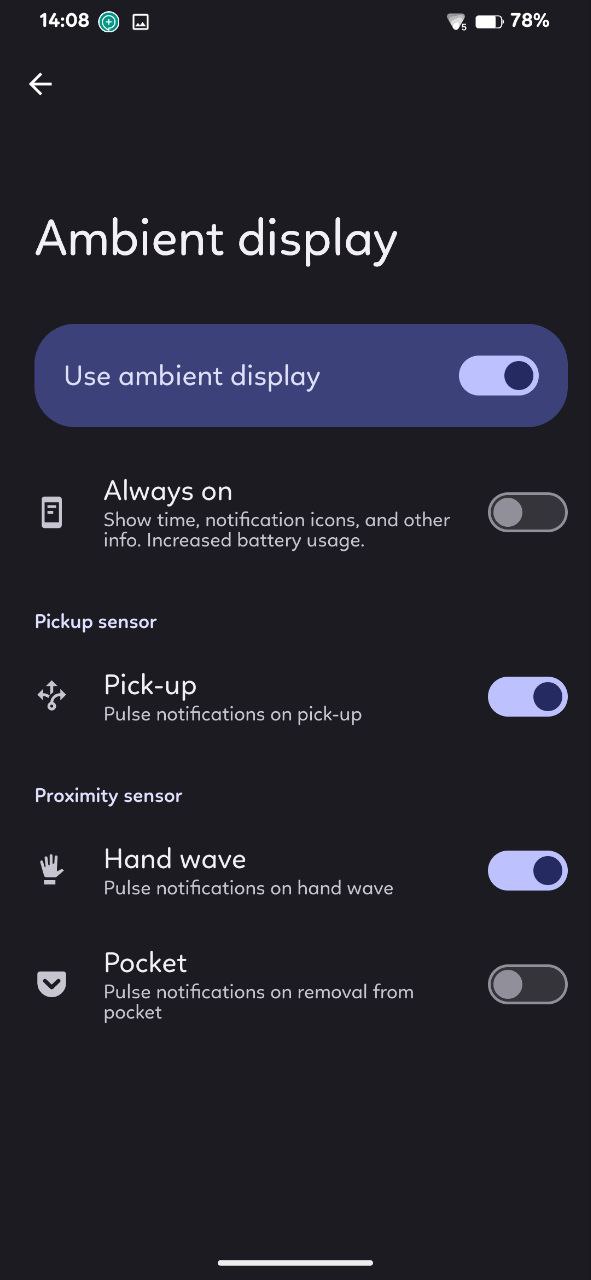 14:08
5
78%
Ambient display
Use ambient display
Always on
Show time, notification icons, and other
info. Increased battery usage.
Pickup sensor
Pick-up
Pulse notifications on pick-up
Proximity sensor
Hand wave
Pulse notifications on hand wave
Pocket
Pulse notifications on removal from
pocket